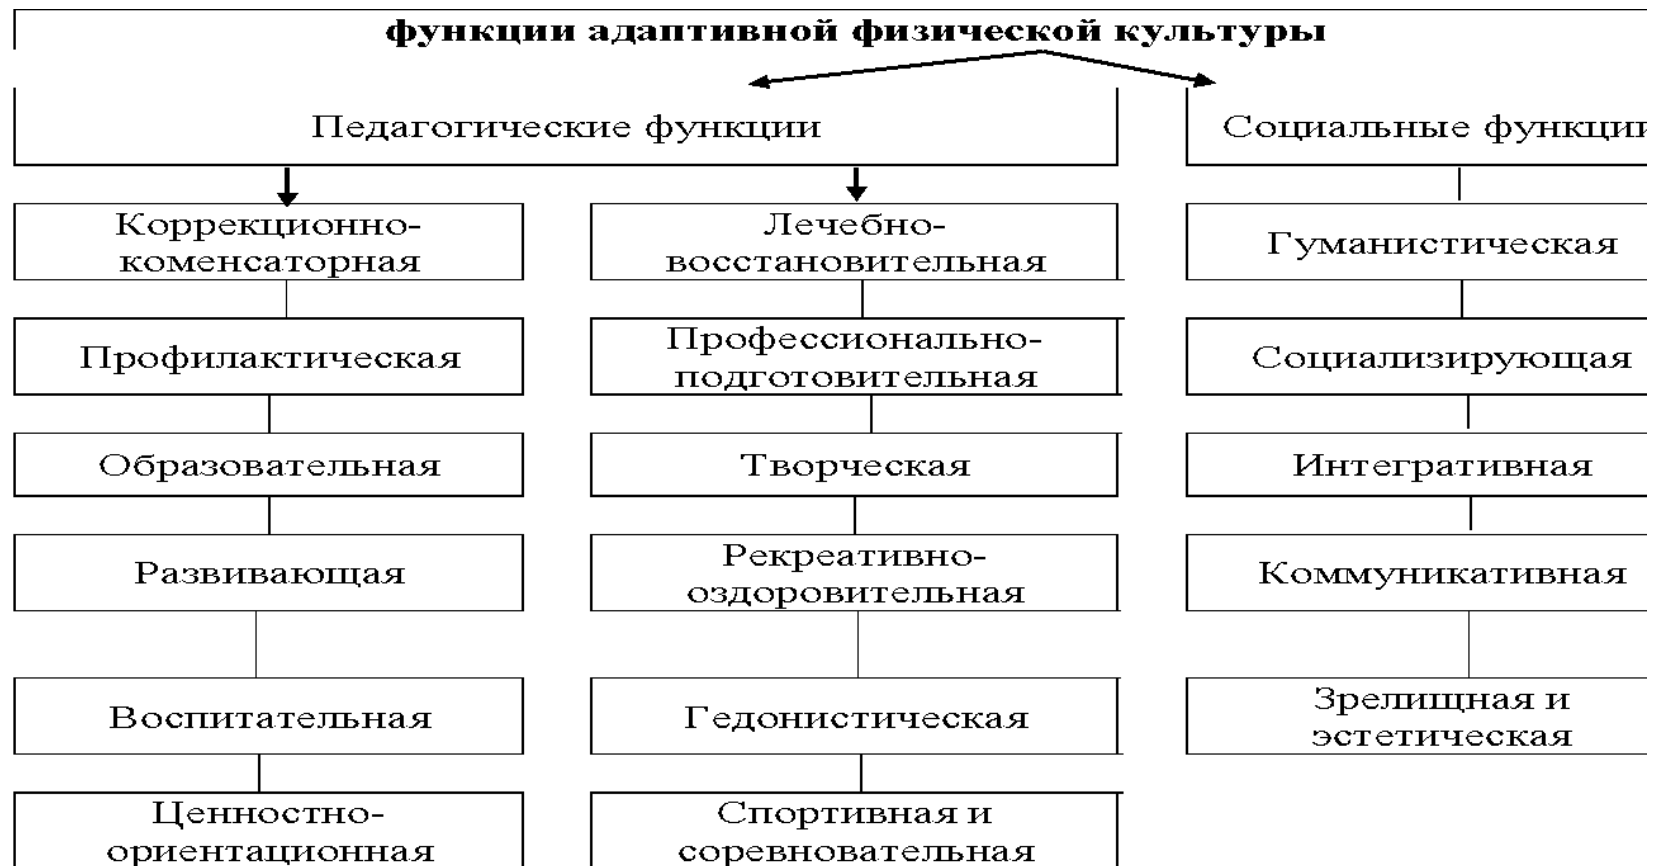 функции адаптивной физической культуры
Педагогические функции
Социальные функции
Коррекционно-
коменсаторная
Лечебно-
восстановительная
Гуманистическая
Профилактическая
Профессионально-
подготовительная
Социализирующая
Образовательная
Творческая
Интегративная
Развивающая
Рекреативно-
оздоровительная
Коммуникативная
Воспитательная
Гедонистическая
Зрелищная и
эстетическая
Ценностно-
ориентационная
Спортивная и
соревновательная